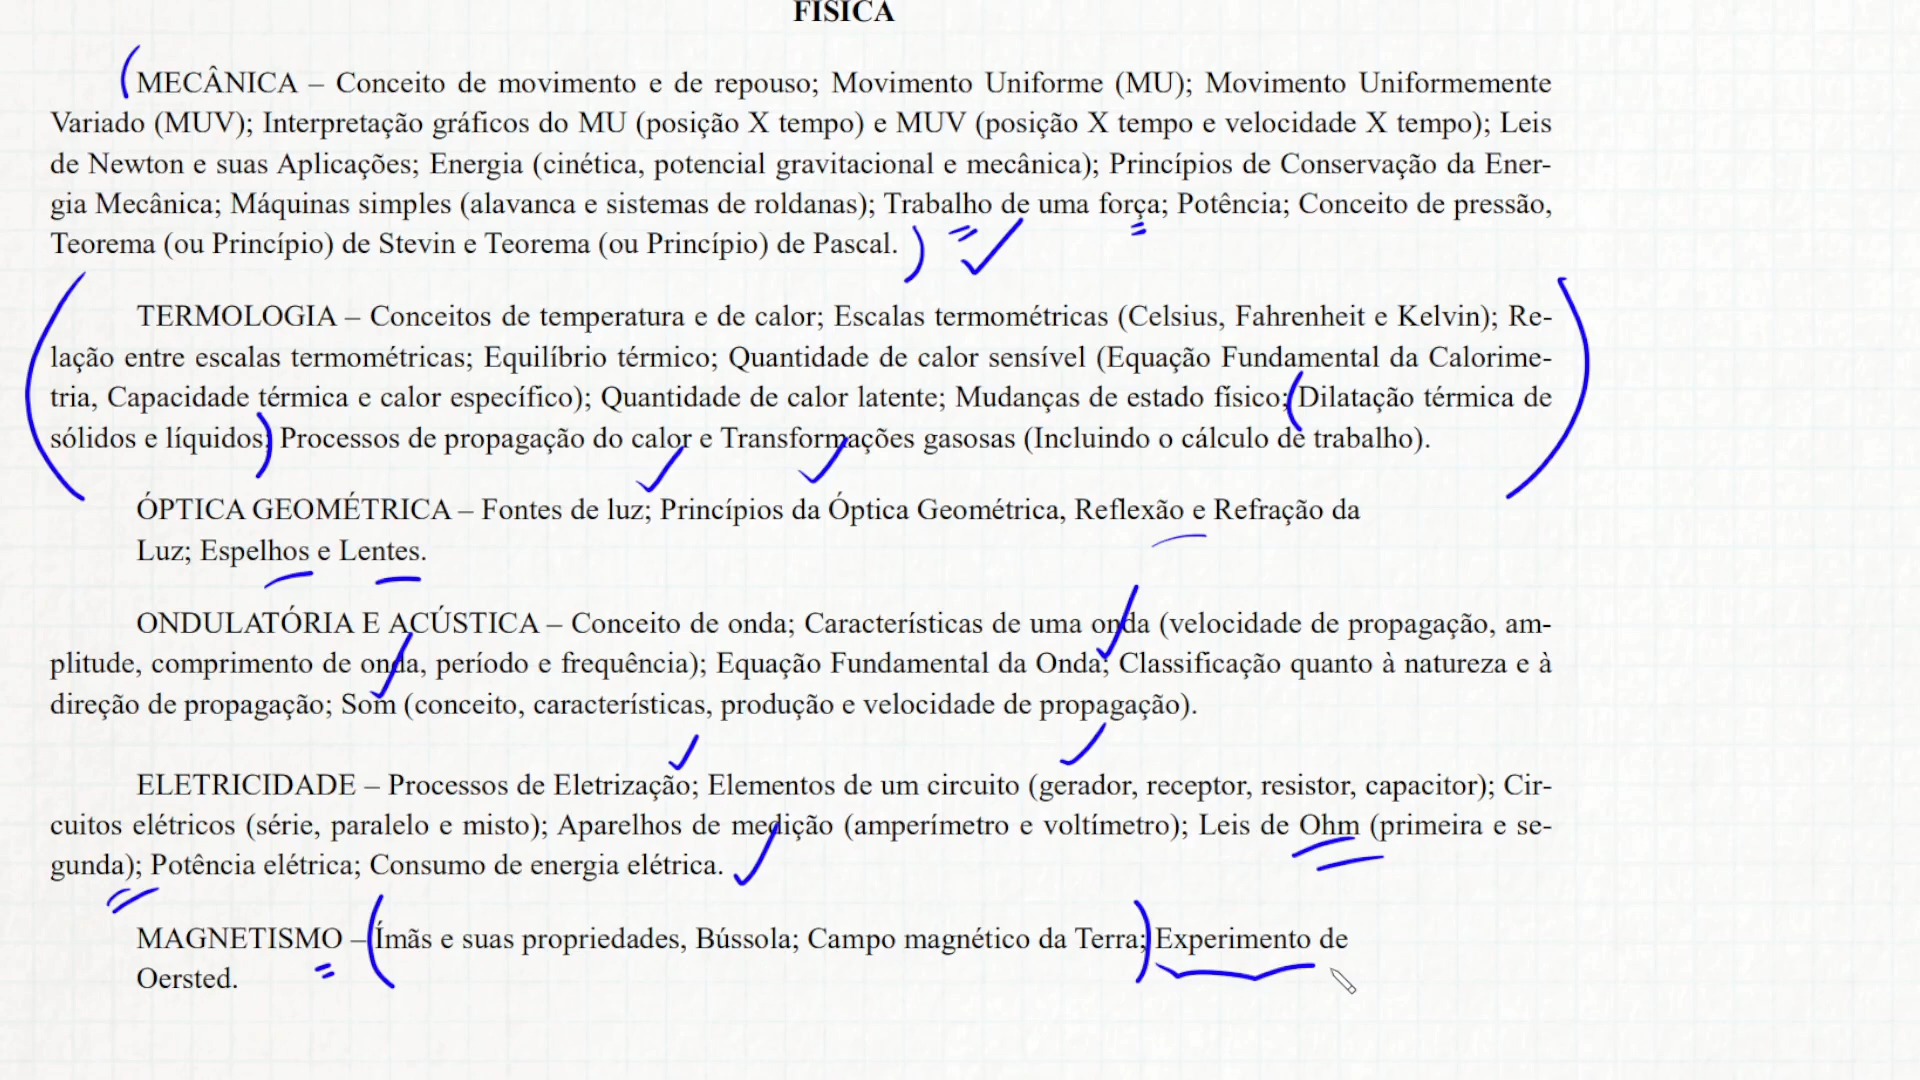 FÍSICA
MECÂNICA – Conceito de movimento e de repouso; Movimento Uniforme (MU); Movimento Uniformemente
Variado (MUV); Interpretação gráficos do MU (posição X tempo) e MUV (posição X tempo e velocidade X tempo); Leis
de Newton e suas Aplicações; Energia (cinética, potencial gravitacional e mecânica); Princípios de Conservação da Ener-
gia Mecânica; Máquinas simples (alavanca e sistemas de roldanas); Trabalho de uma força; Potência; Conceito de pressão,
Teorema (ou Princípio) de Stevin e Teorema (ou Princípio) de Pascal.
TERMOLOGIA – Conceitos de temperatura e de calor; Escalas termométricas (Celsius, Fahrenheit e Kelvin); Re-
lação entre escalas termométricas; Equilíbrio térmico; Quantidade de calor sensível (Equação Fundamental da Calorime-
tria, Capacidade térmica e calor específico); Quantidade de calor latente; Mudanças de estado físico; Dilatação térmica de
sólidos e líquidos; Processos de propagação do calor e Transformações gasosas (Incluindo o cálculo de trabalho).
ÓPTICA GEOMÉTRICA – Fontes de luz; Princípios da Óptica Geométrica, Reflexão e Refração da
Luz; Espelhos e Lentes.
ONDULATÓRIA E ACÚSTICA – Conceito de onda; Características de uma onda (velocidade de propagação, am-
plitude, comprimento de onda, período e frequência); Equação Fundamental da Onda; Classificação quanto à natureza e à
direção de propagação; Som (conceito, características, produção e velocidade de propagação).
ELETRICIDADE – Processos de Eletrização; Elementos de um circuito (gerador, receptor, resistor, capacitor); Cir-
cuitos elétricos (série, paralelo e misto); Aparelhos de medição (amperímetro e voltímetro); Leis de Ohm (primeira e se-
gunda); Potência elétrica; Consumo de energia elétrica.
MAGNETISMO – Ímãs e suas propriedades, Bússola; Campo magnético da Terra; Experimento de
Oersted.